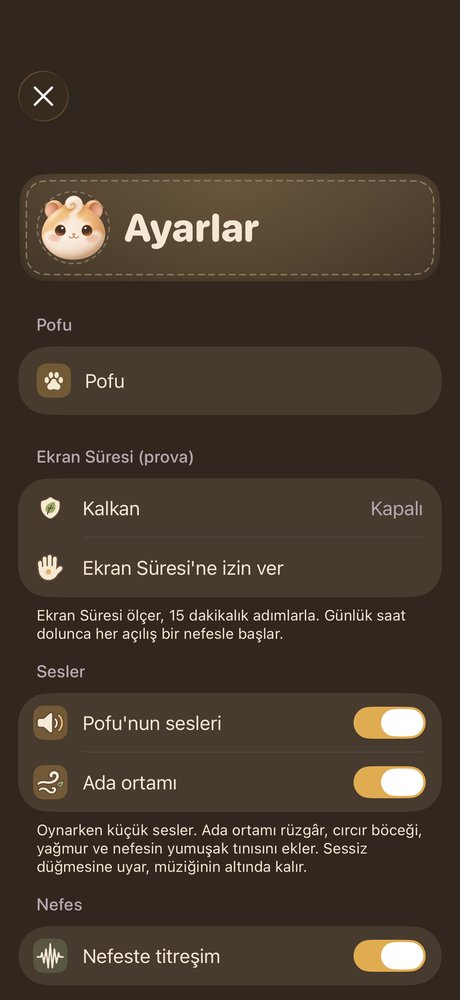 Ayarlar
Pofu
Pofu
Ekran Süresi (prova)
Kalkan Kapalı
Ekran Süresi'ne izin ver
Ekran Süresi ölçer, 15 dakikalık adımlarla. Günlük saat
dolunca her açılış bir nefesle başlar.
Sesler
Pofu'nun sesleri
Ada ortamı
Oynarken küçük sesler. Ada ortamı rüzgâr, cırcır böceği,
yağmur ve nefesin yumuşak tınısını ekler. Sessiz
düğmesine uyar, müziğinin altında kalır.
Nefes
Nefeste titreşim